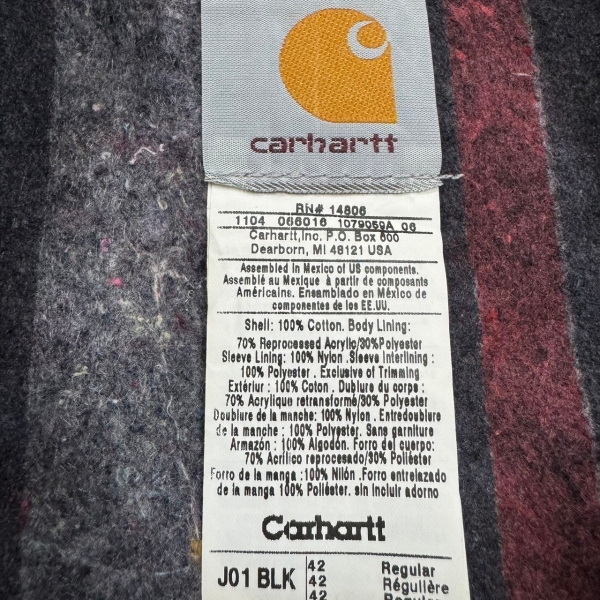 carhartt
RN# 14806
1104 066016 1079059A 06
Carhartt,Inc. P.O. Box 600
Dearborn, MI 48121 USA
Assembled in Mexico of US components.
Assemblé au Mexique à partir de composants
Américains. Ensamblado en México de
componentes de los EE.UU.
Shell: 100% Cotton. Body Lining:
70% Reprocessed Acrylic/30%Polyester
Sleeve Lining: 100% Nylon .Sleeve Interlining :
100% Polyester . Exclusive of Trimming
Extériur : 100% Coton . Dublure du corps :
70% Acrylique retransformé/30% Polyester
Doublure de la manche: 100% Nylon . Entredoublure
de la manche : 100% Polyester. Sans garniture
Armazón : 100% Algodón. Forro del cuerpo:
70% Acrílico reprocesado/30% Poliéster
Forro de la manga :100% Nilón .Forro entrelazado
de la manga 100% Poliéster. sin incluir adorno
Carhartt
J01 BLK 42 Regular
42 Régulière
42